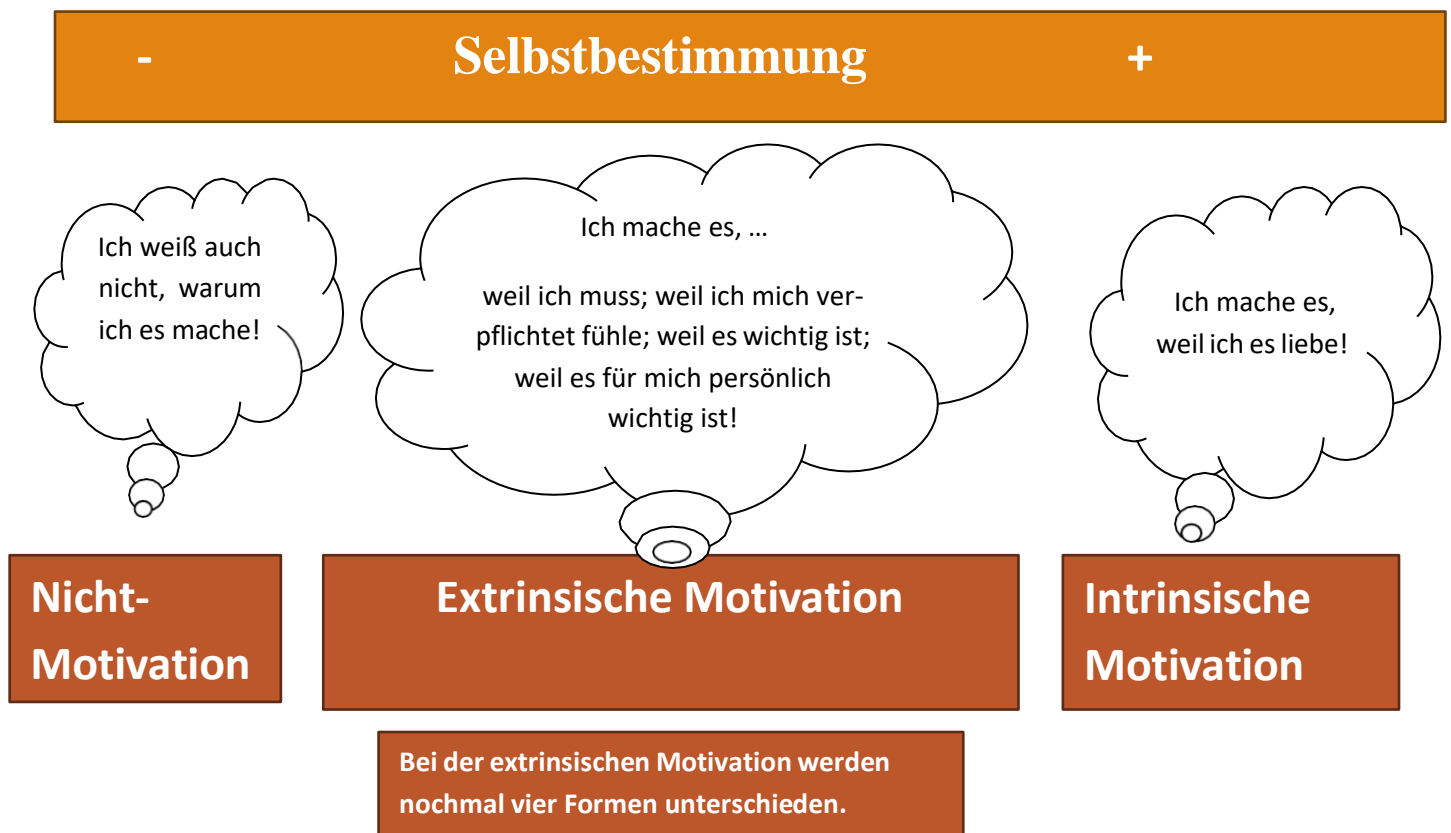 - Selbstbestimmung +
Ich weiß auch
nicht, warum
ich es mache!
Ich mache es, ...
weil ich muss; weil ich mich ver-
pflichtet fühle; weil es wichtig ist;
weil es für mich persönlich
wichtig ist!
Ich mache es,
weil ich es liebe!
Nicht-
Motivation
Extrinsische Motivation
Intrinsische
Motivation
Bei der extrinsischen Motivation werden
nochmal vier Formen unterschieden.